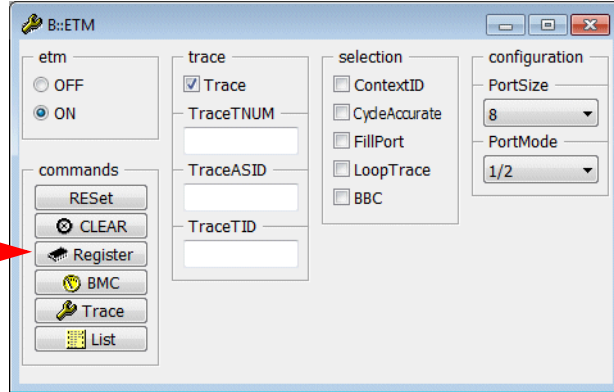 B::ETM
etm
OFF
ON
commands
RESet
CLEAR
Register
BMC
Trace
List
trace
Trace
TraceTNUM
TraceASID
TraceTID
selection
ContextID
CycleAccurate
FillPort
LoopTrace
BBC
configuration
PortSize
8
PortMode
1/2